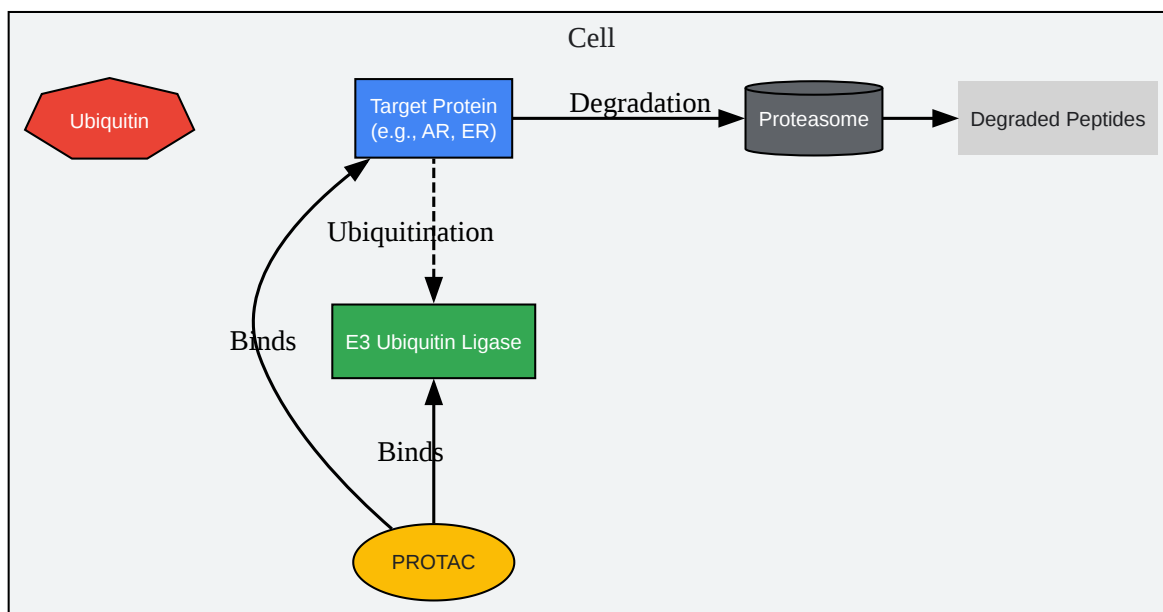 Cell
Ubiquitin
Target Protein
(e.g., AR, ER)
Degradation
Proteasome
Degraded Peptides
Ubiquitination
Binds
E3 Ubiquitin Ligase
Binds
PROTAC